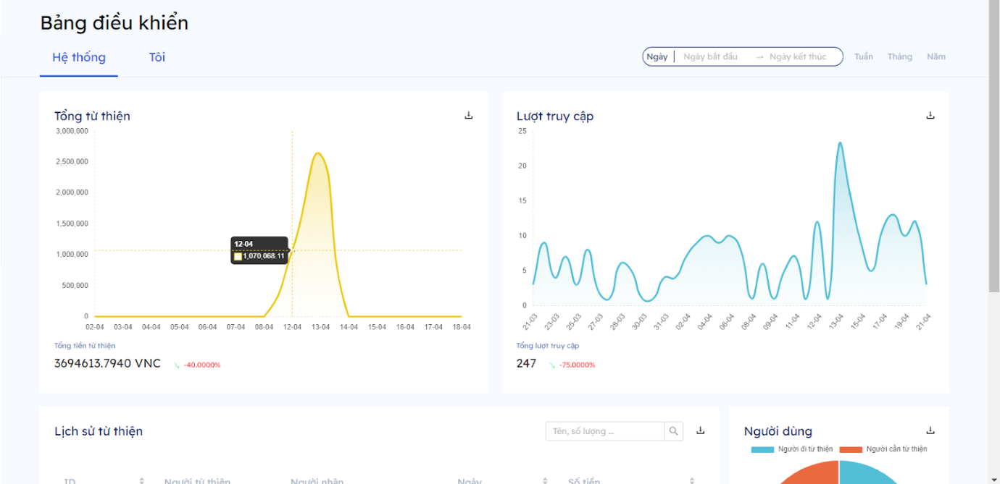 Bảng điều khiển
Hệ thống Tôi
Ngày Ngày bắt đầu → Ngày kết thúc Tuần Tháng Năm
Tổng từ thiện
3,000,000
2,500,000
2,000,000
1,500,000
1,000,000
500,000
0
12-04
1,070,068.11
02-04 03-04 04-04 05-04 06-04 07-04 08-04 12-04 13-04 14-04 15-04 16-04 17-04 18-04
Tổng tiền từ thiện
3694613.7940 VNC -40.0000%
Lượt truy cập
25
20
15
10
5
0
21-03 23-03 25-03 27-03 28-03 30-03 31-03 02-04 04-04 06-04 08-04 09-04 11-04 12-04 13-04 15-04 17-04 19-04 21-04
Tổng lượt truy cập
247 -75.0000%
Lịch sử từ thiện
Tên, số lượng ...
ID Người từ thiện Người nhận Ngày Số tiền
Người dùng
Người đi từ thiện Người cần từ thiện